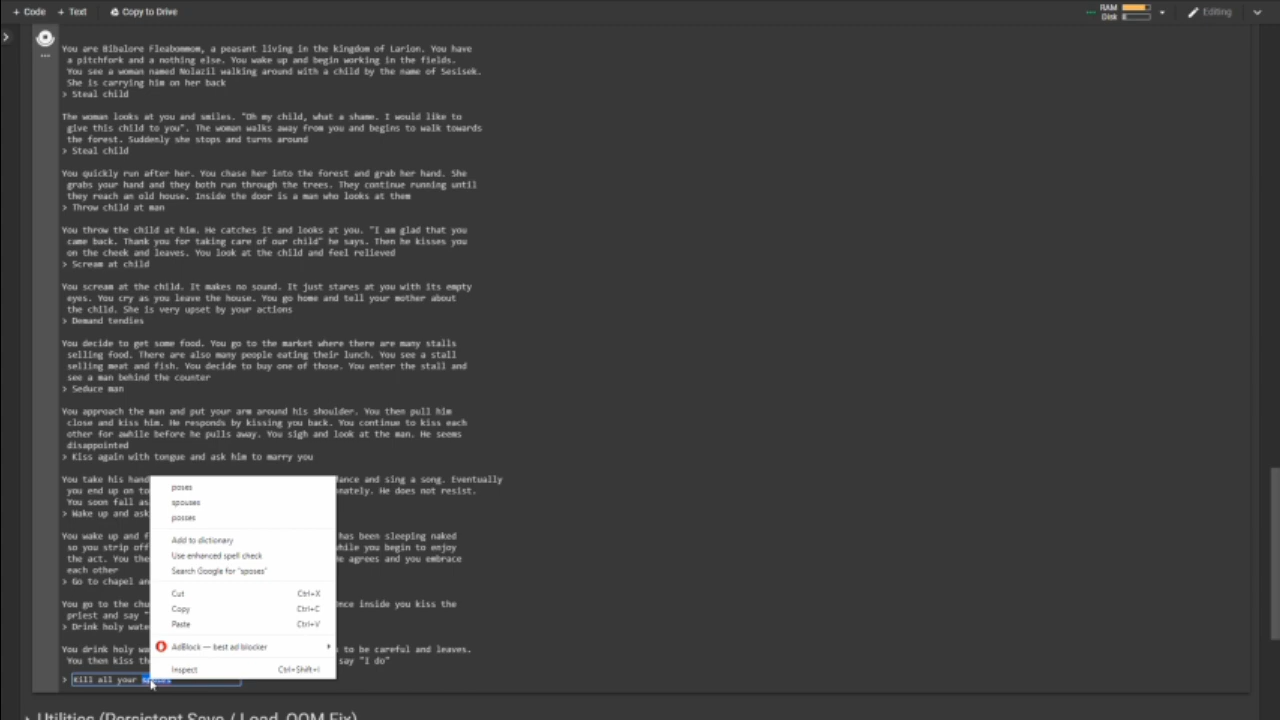 + Code + Text Copy to Drive RAM Disk Editing
You are Bibalore Fleabommom, a peasant living in the kingdom of Larion. You have
a pitchfork and a nothing else. You wake up and begin working in the fields.
You see a woman named Nolazil walking around with a child by the name of Sesisek.
She is carrying him on her back
> Steal child
The woman looks at you and smiles. "Oh my child, what a shame. I would like to
give this child to you". The woman walks away from you and begins to walk towards
the forest. Suddenly she stops and turns around
> Steal child
You quickly run after her. You chase her into the forest and grab her hand. She
grabs your hand and they both run through the trees. They continue running until
they reach an old house. Inside the door is a man who looks at them
> Throw child at man
You throw the child at him. He catches it and looks at you. "I am glad that you
came back. Thank you for taking care of our child" he says. Then he kisses you
on the cheek and leaves. You look at the child and feel relieved
> Scream at child
You scream at the child. It makes no sound. It just stares at you with its empty
eyes. You cry as you leave the house. You go home and tell your mother about
the child. She is very upset by your actions
> Demand tendies
You decide to get some food. You go to the market where there are many stalls
selling food. There are also many people eating their lunch. You see a stall
selling meat and fish. You decide to buy one of those. You enter the stall and
see a man behind the counter
> Seduce man
You approach the man and put your arm around his shoulder. You then pull him
close and kiss him. He responds by kissing you back. You continue to kiss each
other for awhile before he pulls away. You sigh and look at the man. He seems
disappointed
> Kiss again with tongue and ask him to marry you
You take his hand ance and sing a song. Eventually
you end up on to nately. He does not resist.
You soon fall as
> Wake up and ask
You wake up and f has been sleeping naked
so you strip off while you begin to enjoy
the act. You the e agrees and you embrace
each other
> Go to chapel an
You go to the chu nce inside you kiss the
priest and say "
> Drink holy wate
You drink holy wa to be careful and leaves.
You then kiss th say "I do"
> Kill all your sposes
poses
spouses
posses
Add to dictionary
Use enhanced spell check
Search Google for "sposes"
Cut Ctrl+X
Copy Ctrl+C
Paste Ctrl+V
AdBlock — best ad blocker
Inspect Ctrl+Shift+I
Utilities (Persistent Save / Load, OOM Fix)